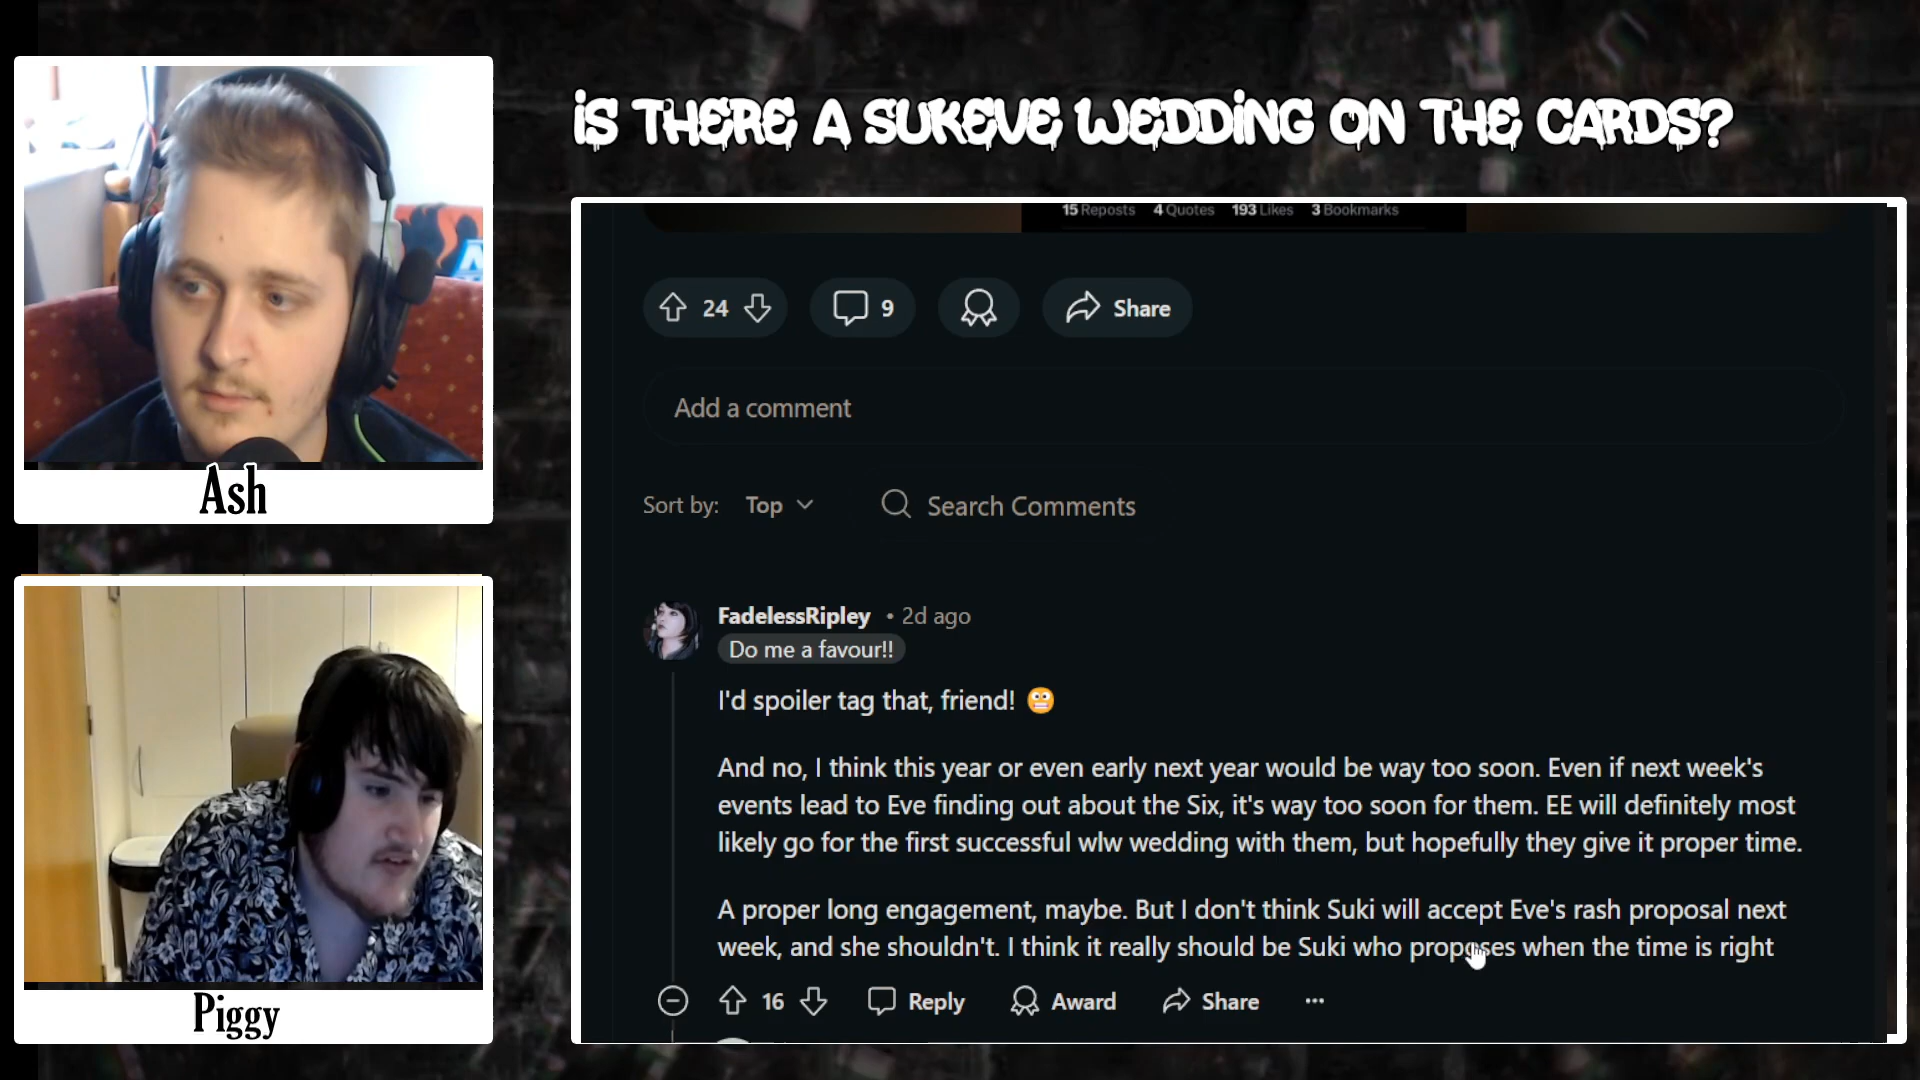 iS THERE A SUKEVE WEDDiNG ON THE CARDS?
Ash
Piggy
15 Reposts 4 Quotes 193 Likes 3 Bookmarks
24 9 Share
Add a comment
Sort by: Top Search Comments
FadelessRipley • 2d ago
Do me a favour!!
I'd spoiler tag that, friend! 😬
And no, I think this year or even early next year would be way too soon. Even if next week's
events lead to Eve finding out about the Six, it's way too soon for them. EE will definitely most
likely go for the first successful wlw wedding with them, but hopefully they give it proper time.
A proper long engagement, maybe. But I don't think Suki will accept Eve's rash proposal next
week, and she shouldn't. I think it really should be Suki who proposes when the time is right
16 Reply Award Share ···